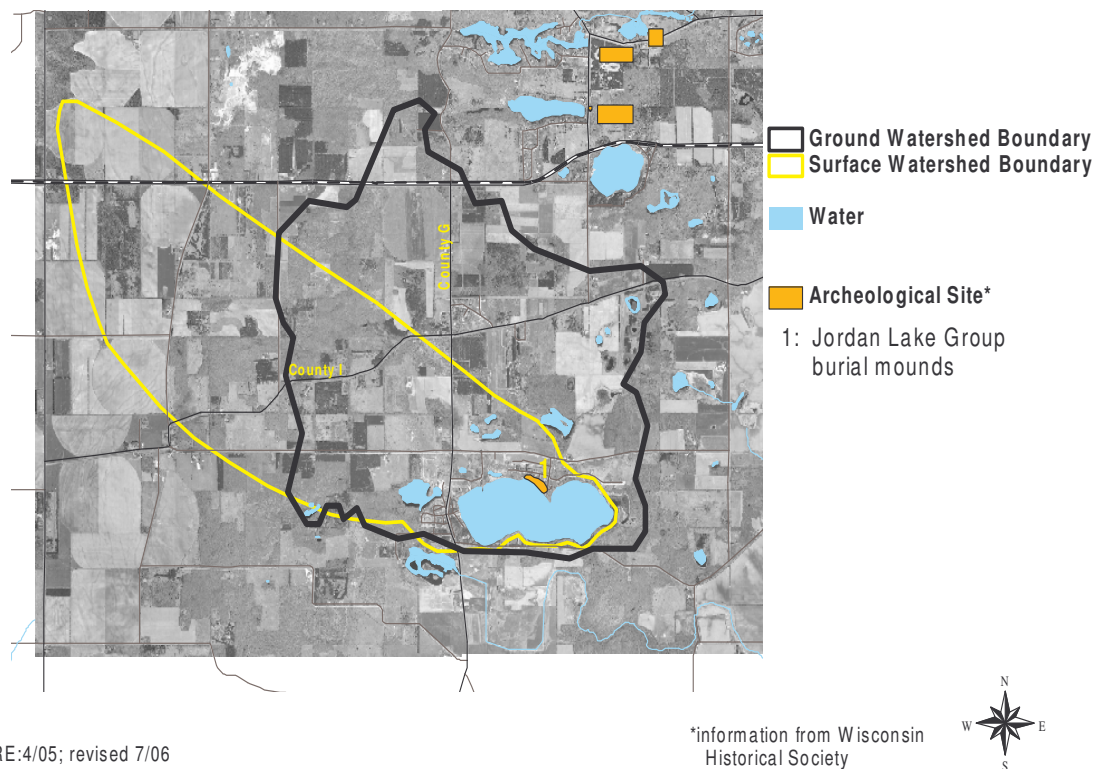 Ground Watershed Boundary
Surface Watershed Boundary
Water
County G
Archeological Site*
1: Jordan Lake Group
burial mounds
County I
1
RE:4/05; revised 7/06
*information from Wisconsin
Historical Society
N
W E
S